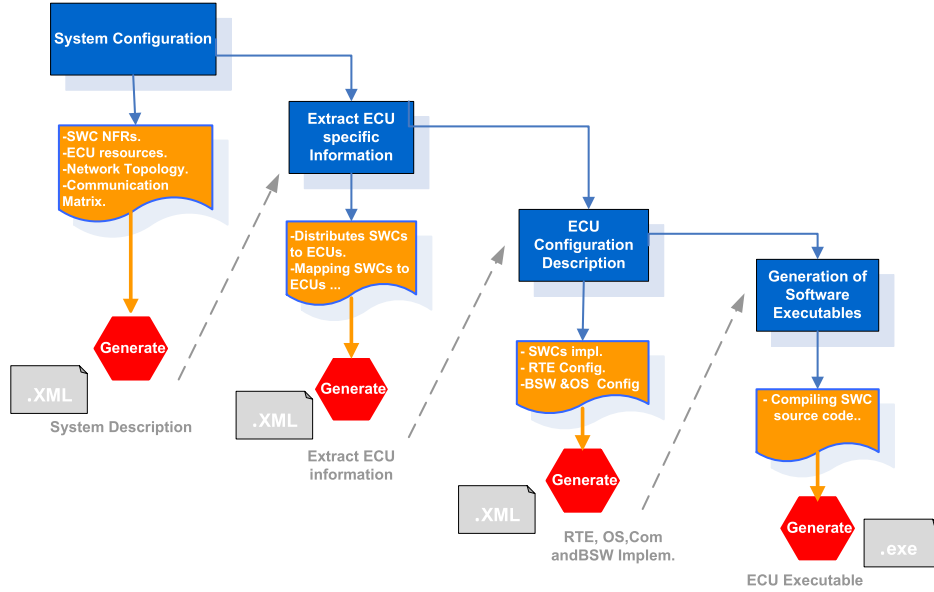 System Configuration
-SWC NFRs.
-ECU resources.
-Network Topology.
-Communication
Matrix.
Generate
.XML
System Description
Extract ECU
specific
Information
-Distributes SWCs
to ECUs.
-Mapping SWCs to
ECUs ...
Generate
.XML
Extract ECU
information
ECU
Configuration
Description
- SWCs impl.
- RTE Config.
-BSW &OS  Config
Generate
.XML
RTE, OS,Com
andBSW Implem.
Generation of
Software
Executables
- Compiling SWC
source code..
Generate
.exe
ECU Executable